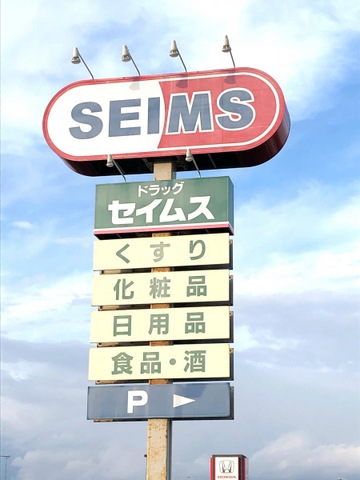 SEIMS
ドラッグ
セイムス
くすり
化粧品
日用品
食品・酒
P ▶
HONDA